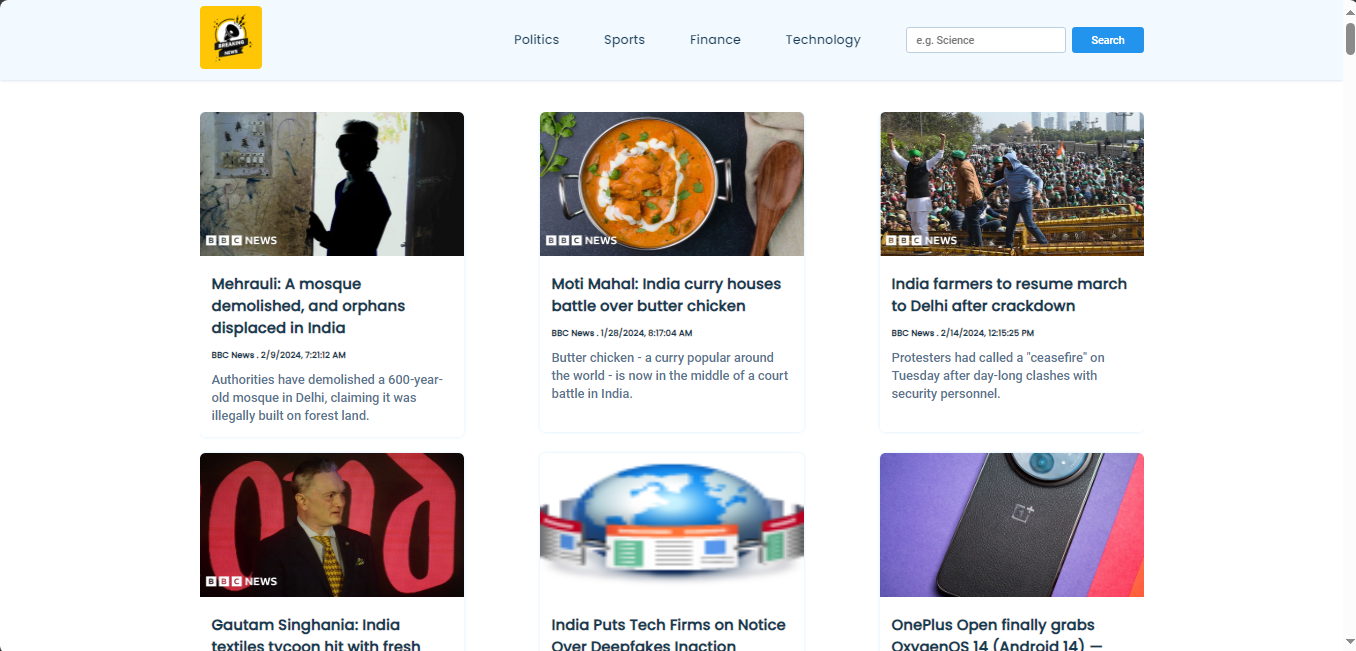 BREAKING
NEWS
Politics
Sports
Finance
Technology
e.g. Science
Search
BBC NEWS
BBC NEWS
BBC NEWS
Mehrauli: A mosque
demolished, and orphans
displaced in India
BBC News . 2/9/2024, 7:21:12 AM
Authorities have demolished a 600-year-
old mosque in Delhi, claiming it was
illegally built on forest land.
Moti Mahal: India curry houses
battle over butter chicken
BBC News . 1/28/2024, 8:17:04 AM
Butter chicken - a curry popular around
the world - is now in the middle of a court
battle in India.
India farmers to resume march
to Delhi after crackdown
BBC News . 2/14/2024, 12:15:25 PM
Protesters had called a "ceasefire" on
Tuesday after day-long clashes with
security personnel.
BBC NEWS
Gautam Singhania: India
textiles tycoon hit with fresh
India Puts Tech Firms on Notice
Over Deepfakes Inaction
OnePlus Open finally grabs
OxygenOS 14 (Android 14) —